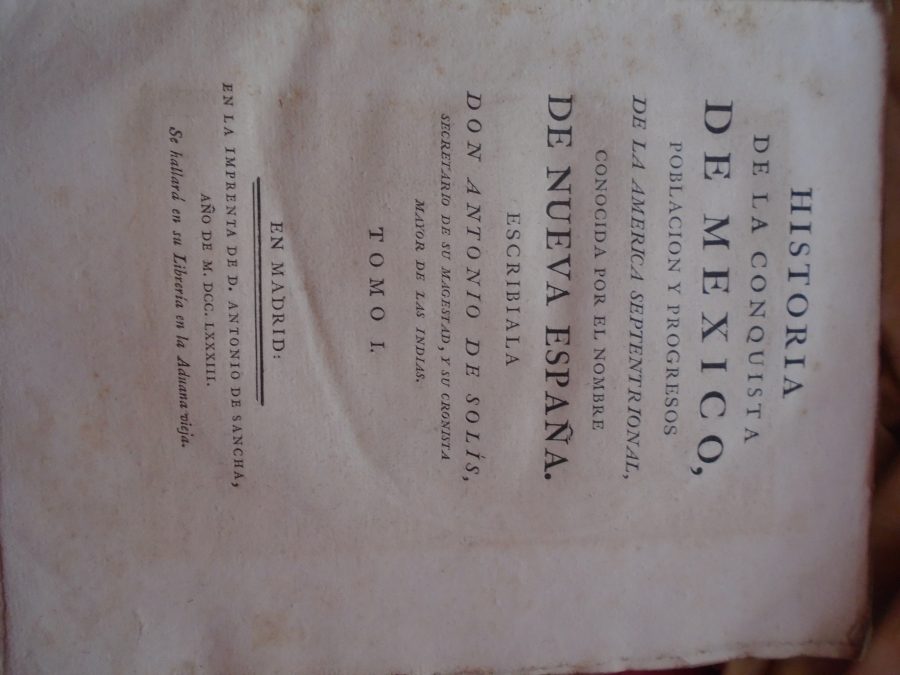 HISTORIA
DE LA CONQUISTA
DE MEXICO,
POBLACION Y PROGRESOS
DE LA AMERICA SEPTENTRIONAL,
CONOCIDA POR EL NOMBRE
DE NUEVA ESPAÑA.
ESCRIBIALA
DON ANTONIO DE SOLÍS,
SECRETARIO DE SU MAGESTAD, Y SU CRONISTA
MAYOR DE LAS INDIAS.
TOMO I.
EN MADRID:
EN LA IMPRENTA DE D. ANTONIO DE SANCHA,
AÑO DE M. DCC. LXXXIII.
Se hallará en su Librería en la Aduana vieja.